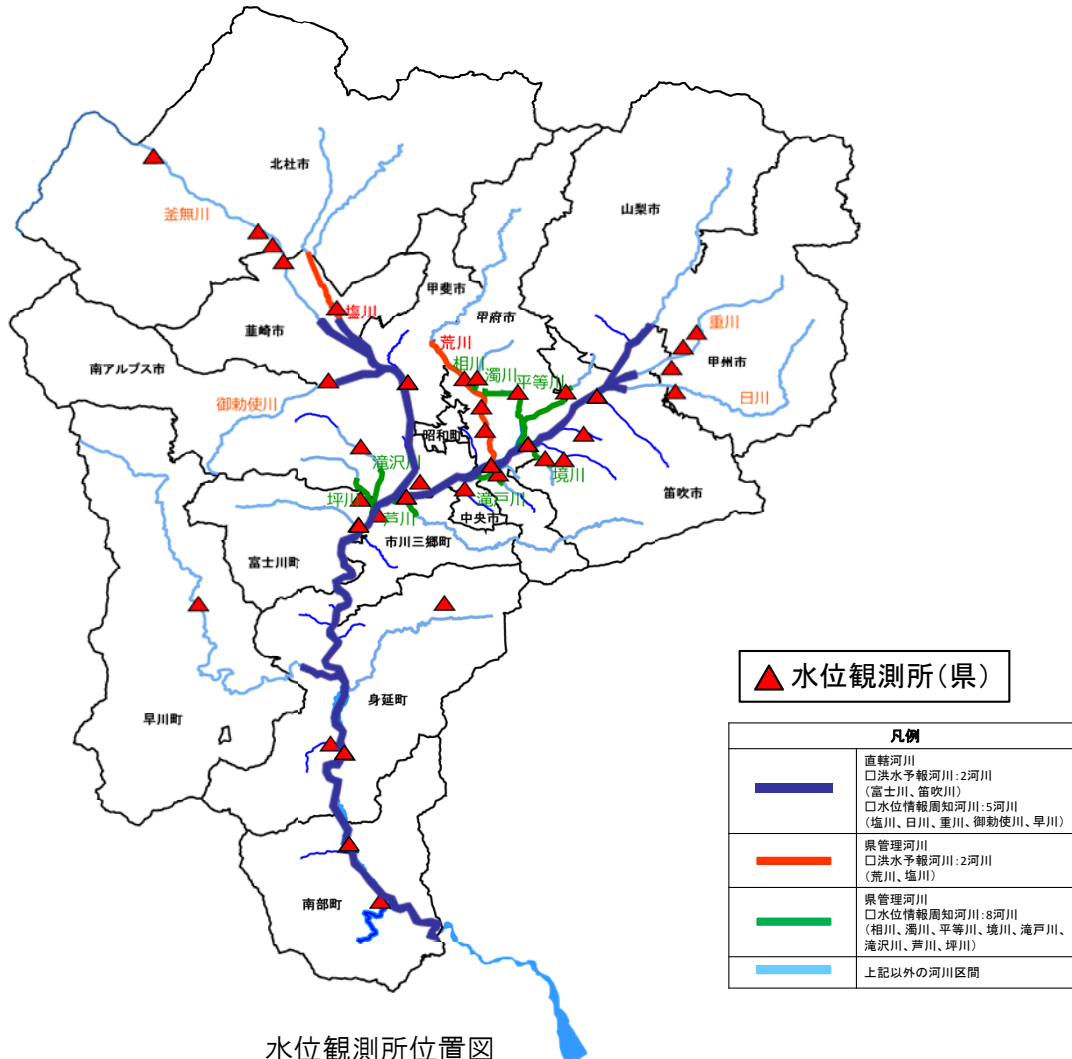 北杜市
山梨市
釜無川
甲斐市
塩川
甲府市
重川
韮崎市
荒川
甲州市
相川
濁川
南アルプス市
平等川
日川
御勅使川
昭和町
滝沢川
境川
笛吹市
坪川
滝戸川
芦川
中央市
市川三郷町
富士川町
水位観測所(県)
身延町
早川町
凡例
直轄河川
□洪水予報河川:2河川
(富士川、笛吹川)
□水位情報周知河川:5河川
(塩川、日川、重川、御勅使川、早川)
県管理河川
□洪水予報河川:2河川
(荒川、塩川)
県管理河川
□水位情報周知河川:8河川
(相川、濁川、平等川、境川、滝戸川、
滝沢川、芦川、坪川)
上記以外の河川区間
南部町
水位観測所位置図